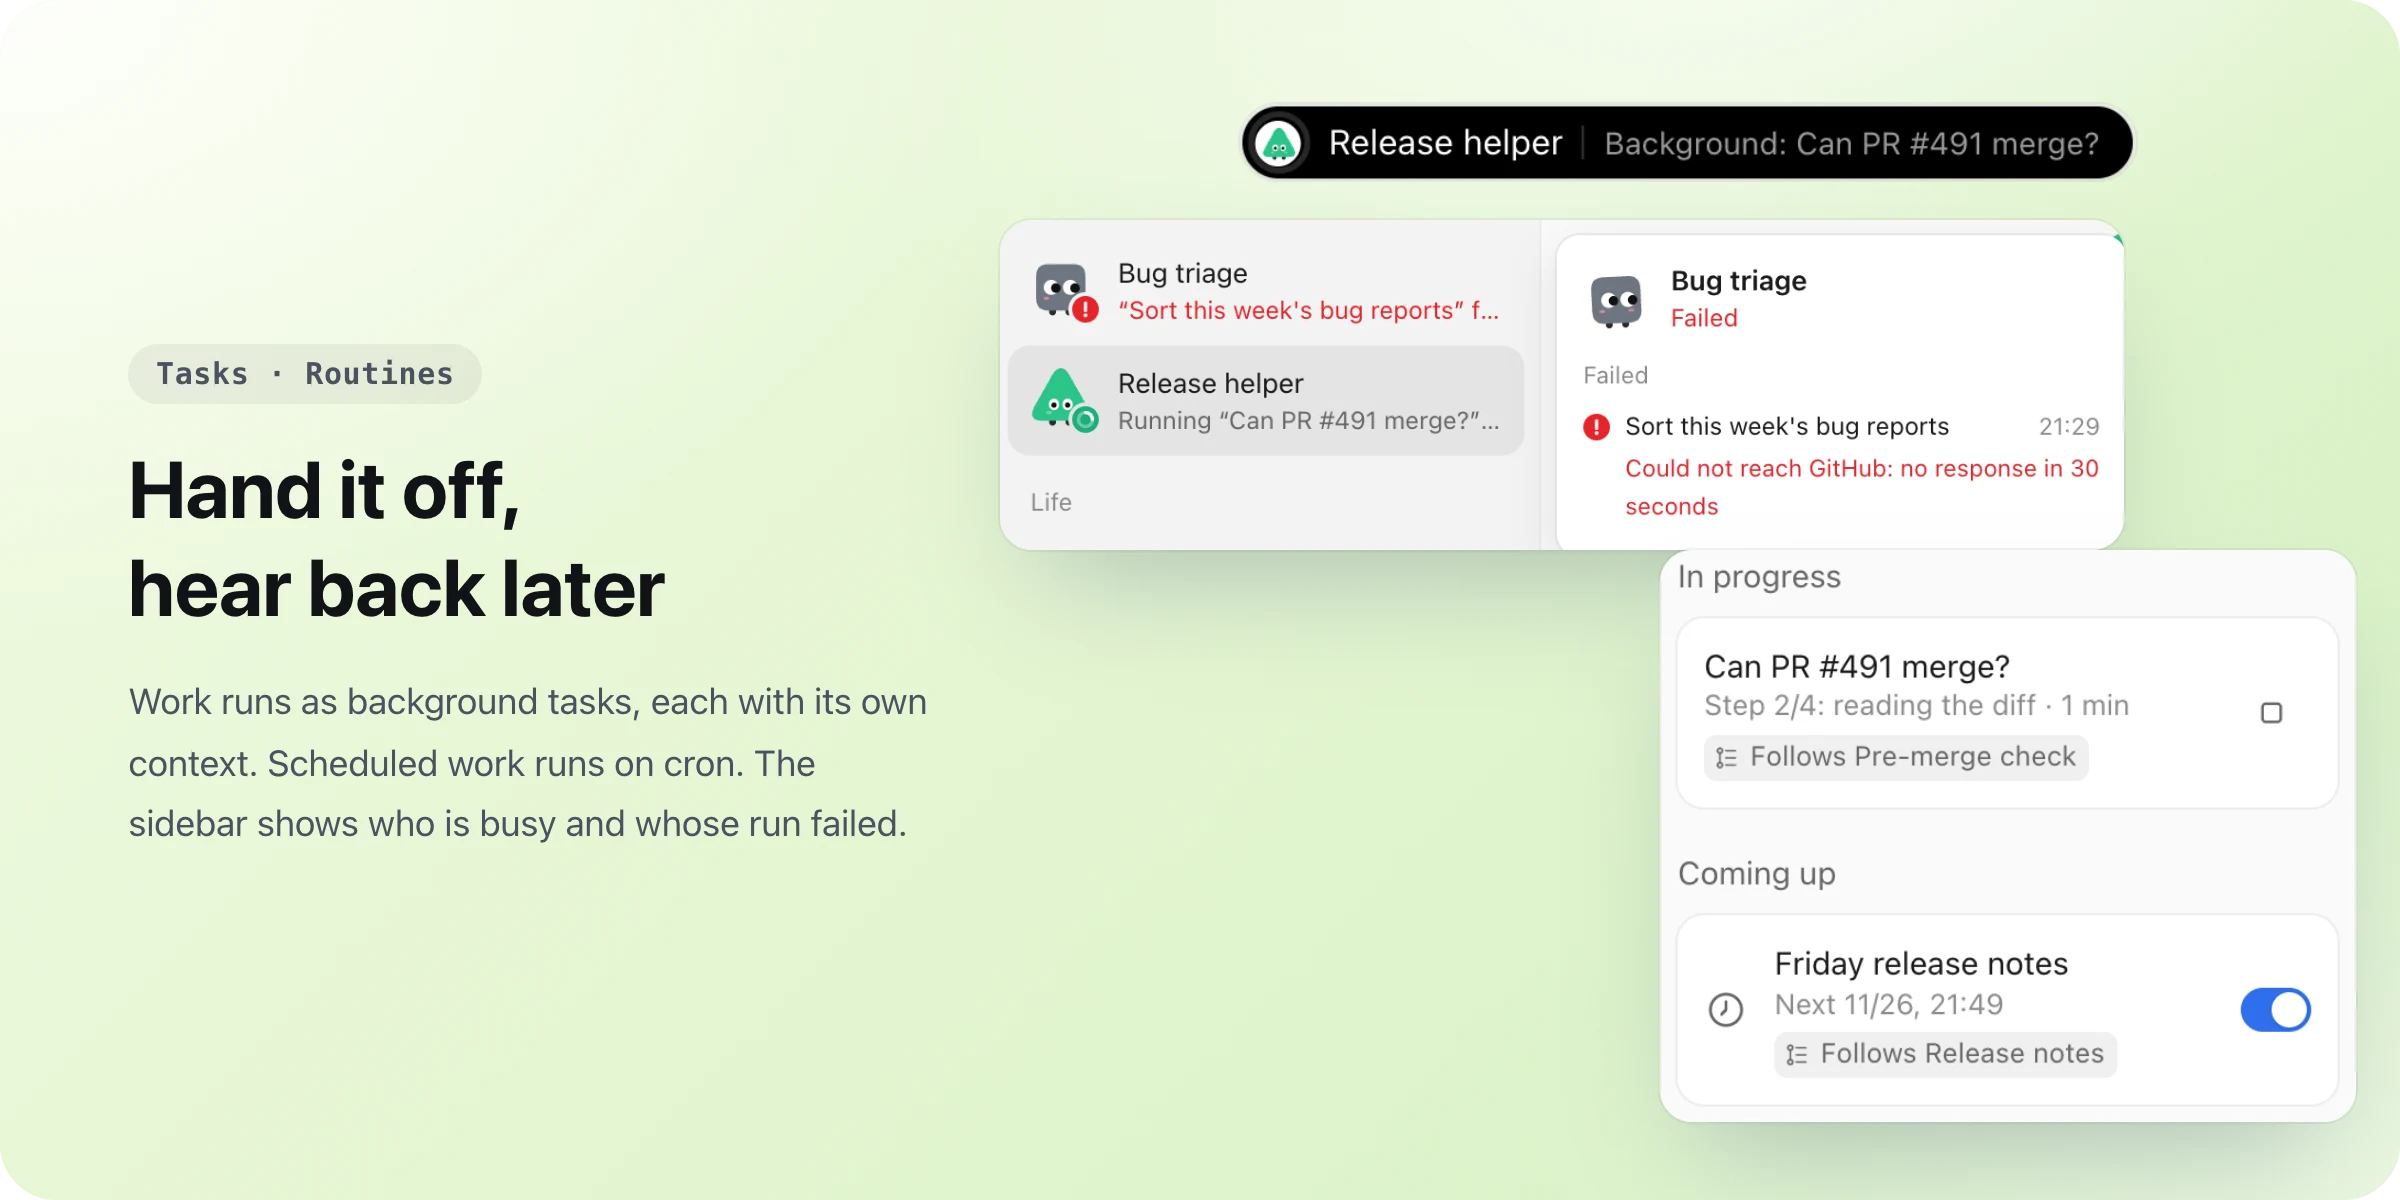 Tasks · Routines
Hand it off,
hear back later
Work runs as background tasks, each with its own
context. Scheduled work runs on cron. The
sidebar shows who is busy and whose run failed.
Release helper
Background: Can PR #491 merge?
Bug triage
“Sort this week's bug reports” f...
Release helper
Running “Can PR #491 merge?”...
Life
Bug triage
Failed
Failed
Sort this week's bug reports
21:29
Could not reach GitHub: no response in 30
seconds
In progress
Can PR #491 merge?
Step 2/4: reading the diff · 1 min
Follows Pre-merge check
Coming up
Friday release notes
Next 11/26, 21:49
Follows Release notes